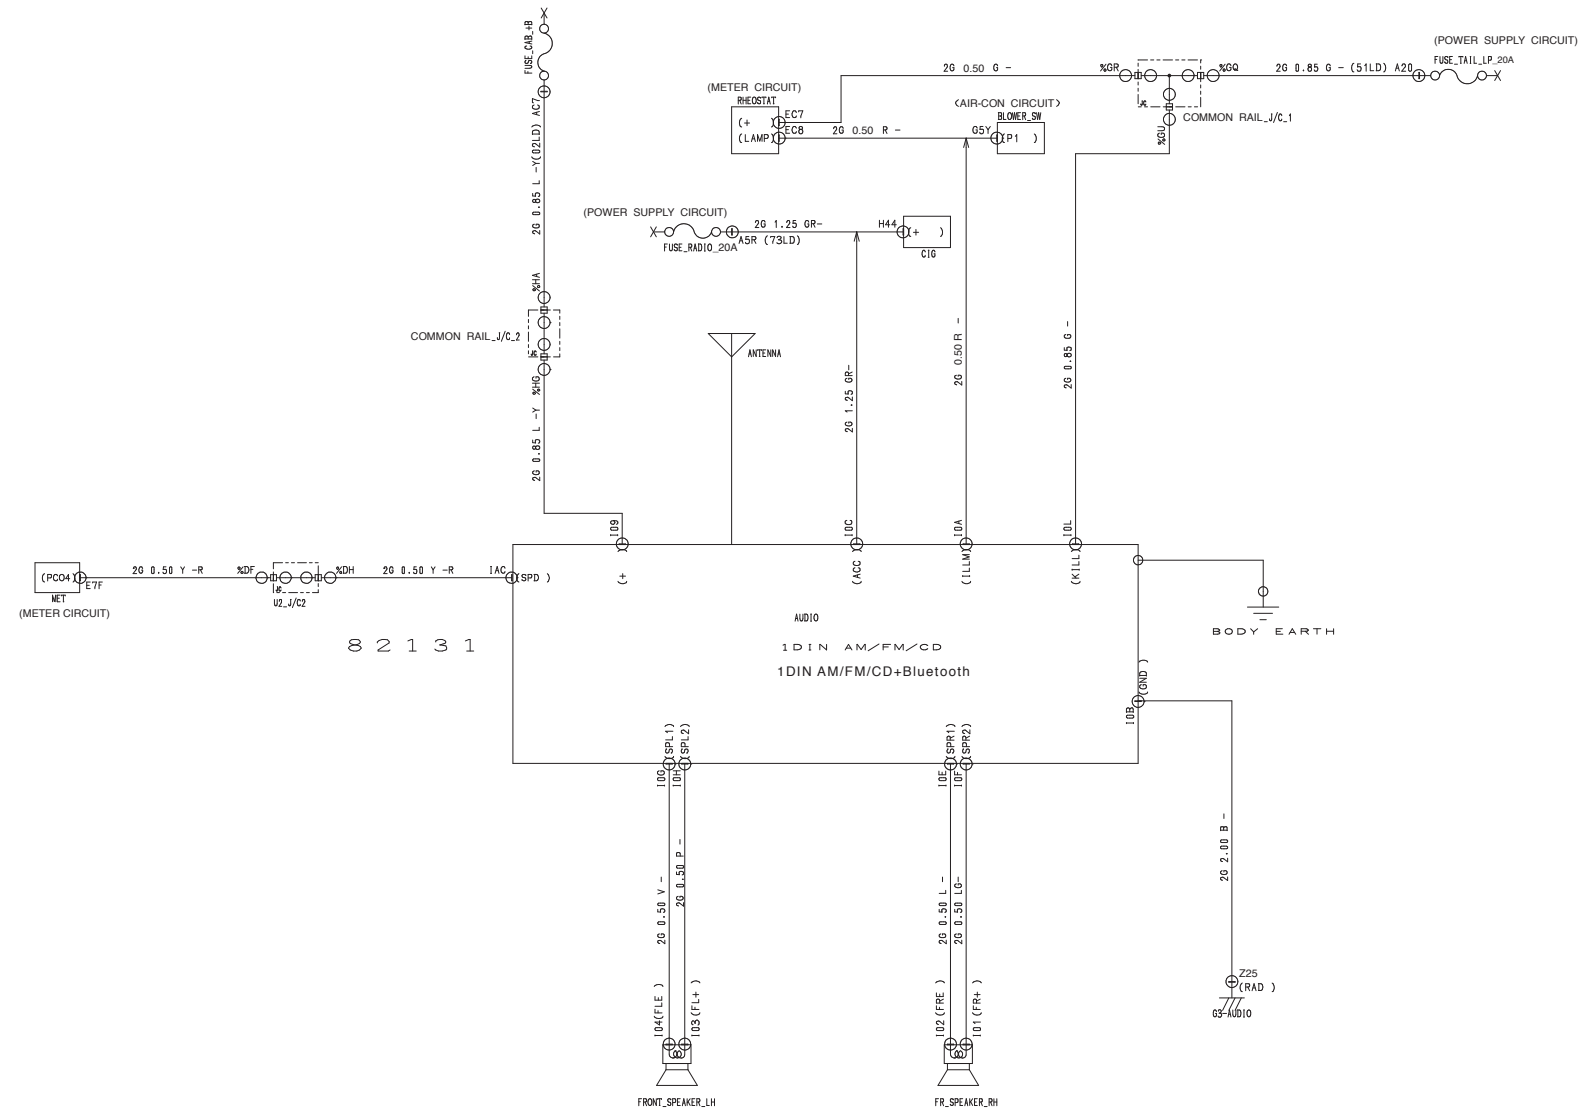 FUSE_CAB_+B
2G 0.85 L -Y(02LD) AC7
(POWER SUPPLY CIRCUIT)
FUSE_TAIL_LP_20A
2G 0.50 G -
%GR
%GQ
2G 0.85 G - (51LD) A20
JC
COMMON RAIL_J/C_1
%GU
(METER CIRCUIT)
RHEOSTAT
(+ )
EC7
(LAMP)
EC8
2G 0.50 R -
(AIR-CON CIRCUIT)
BLOWER_SW
G5Y
(P1 )
(POWER SUPPLY CIRCUIT)
2G 1.25 GR-
H44
(+ )
FUSE_RADIO_20A
A5R (73LD)
CIG
%HA
COMMON RAIL_J/C_2
JC
%HG
2G 0.85 L -Y
ANTENNA
2G 1.25 GR-
2G 0.50 R -
2G 0.85 G -
I09
I0C
I0A
I0L
(PC04)
E7F
2G 0.50 Y -R
%DF
%DH
2G 0.50 Y -R
IAC
(SPD )
(+
(ACC )
(ILLM)
(KILL)
MET
JC
U2_J/C2
(METER CIRCUIT)
8 2 1 3 1
AUDIO
1DIN AM/FM/CD
1DIN AM/FM/CD+Bluetooth
BODY EARTH
(GND )
I0B
(SPL1)
(SPL2)
(SPR1)
(SPR2)
I0G
I0H
I0E
I0F
2G 0.50 V -
2G 0.50 P -
2G 0.50 L -
2G 0.50 LG-
2G 2.00 B -
I04(FLE )
I03(FL+ )
I02(FRE )
I01(FR+ )
Z25
(RAD )
G3-AUDIO
FRONT_SPEAKER_LH
FR_SPEAKER_RH